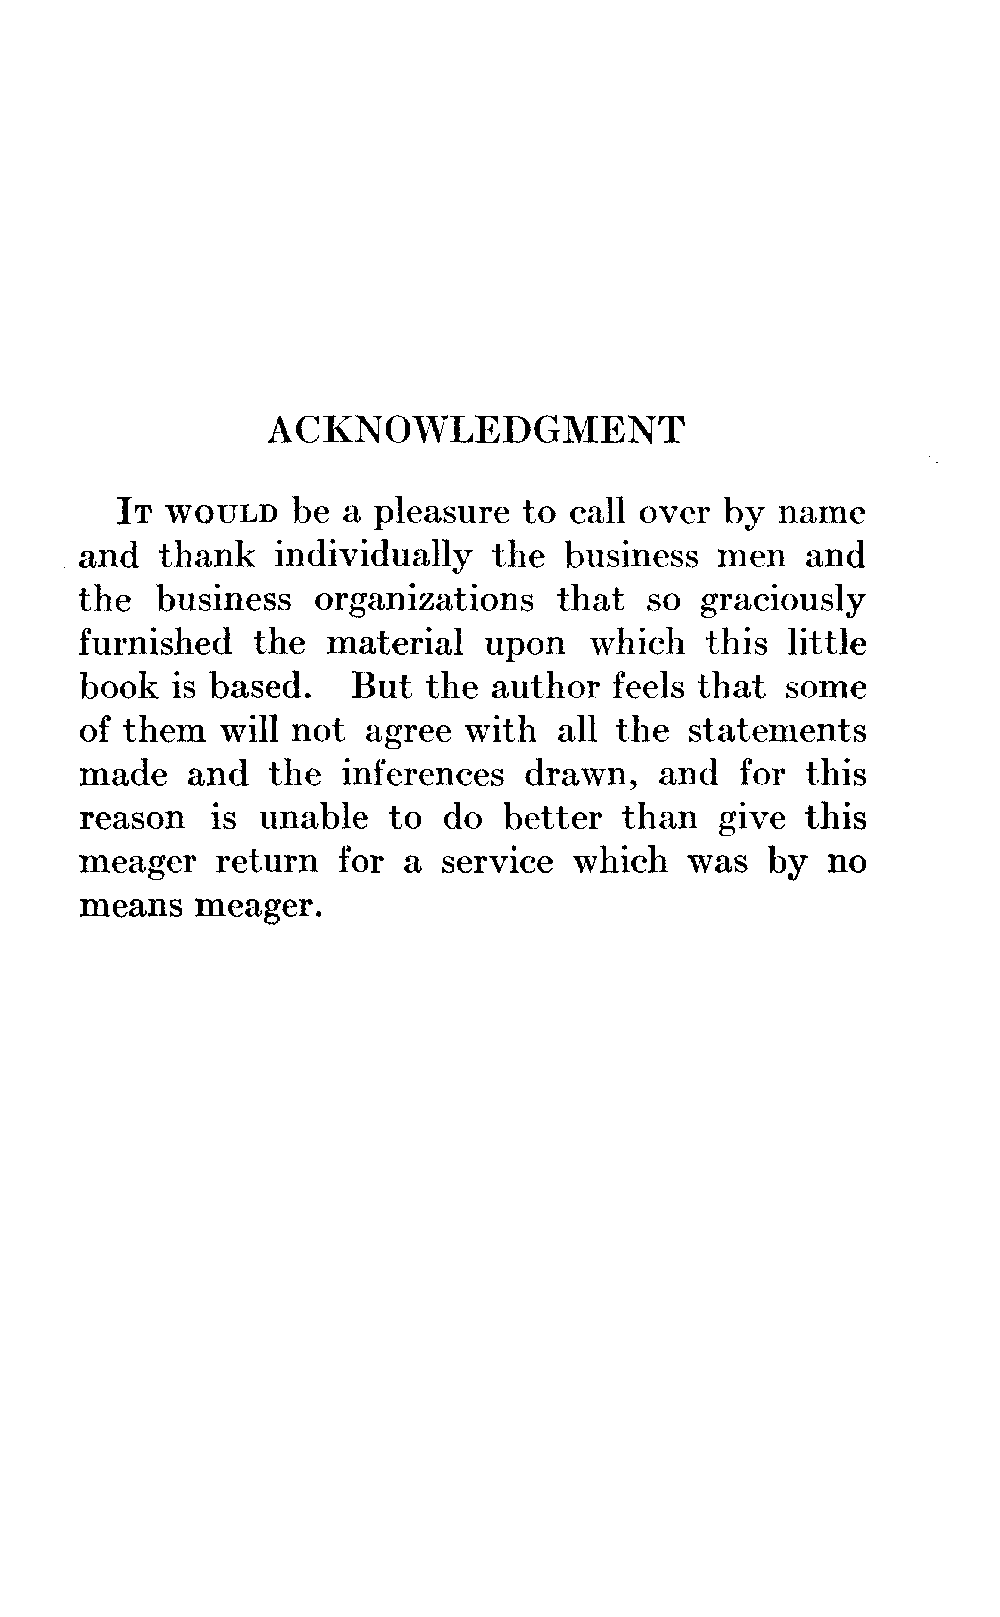 ACKNOWLEDGMENT
IT WOULD be a pleasure to call over by name
and thank individually the business men and
the business organizations that so graciously
furnished the material upon which this little
book is based. But the author feels that some
of them will not agree with all the statements
made and the inferences drawn, and for this
reason is unable to do better than give this
meager return for a service which was by no
means meager.